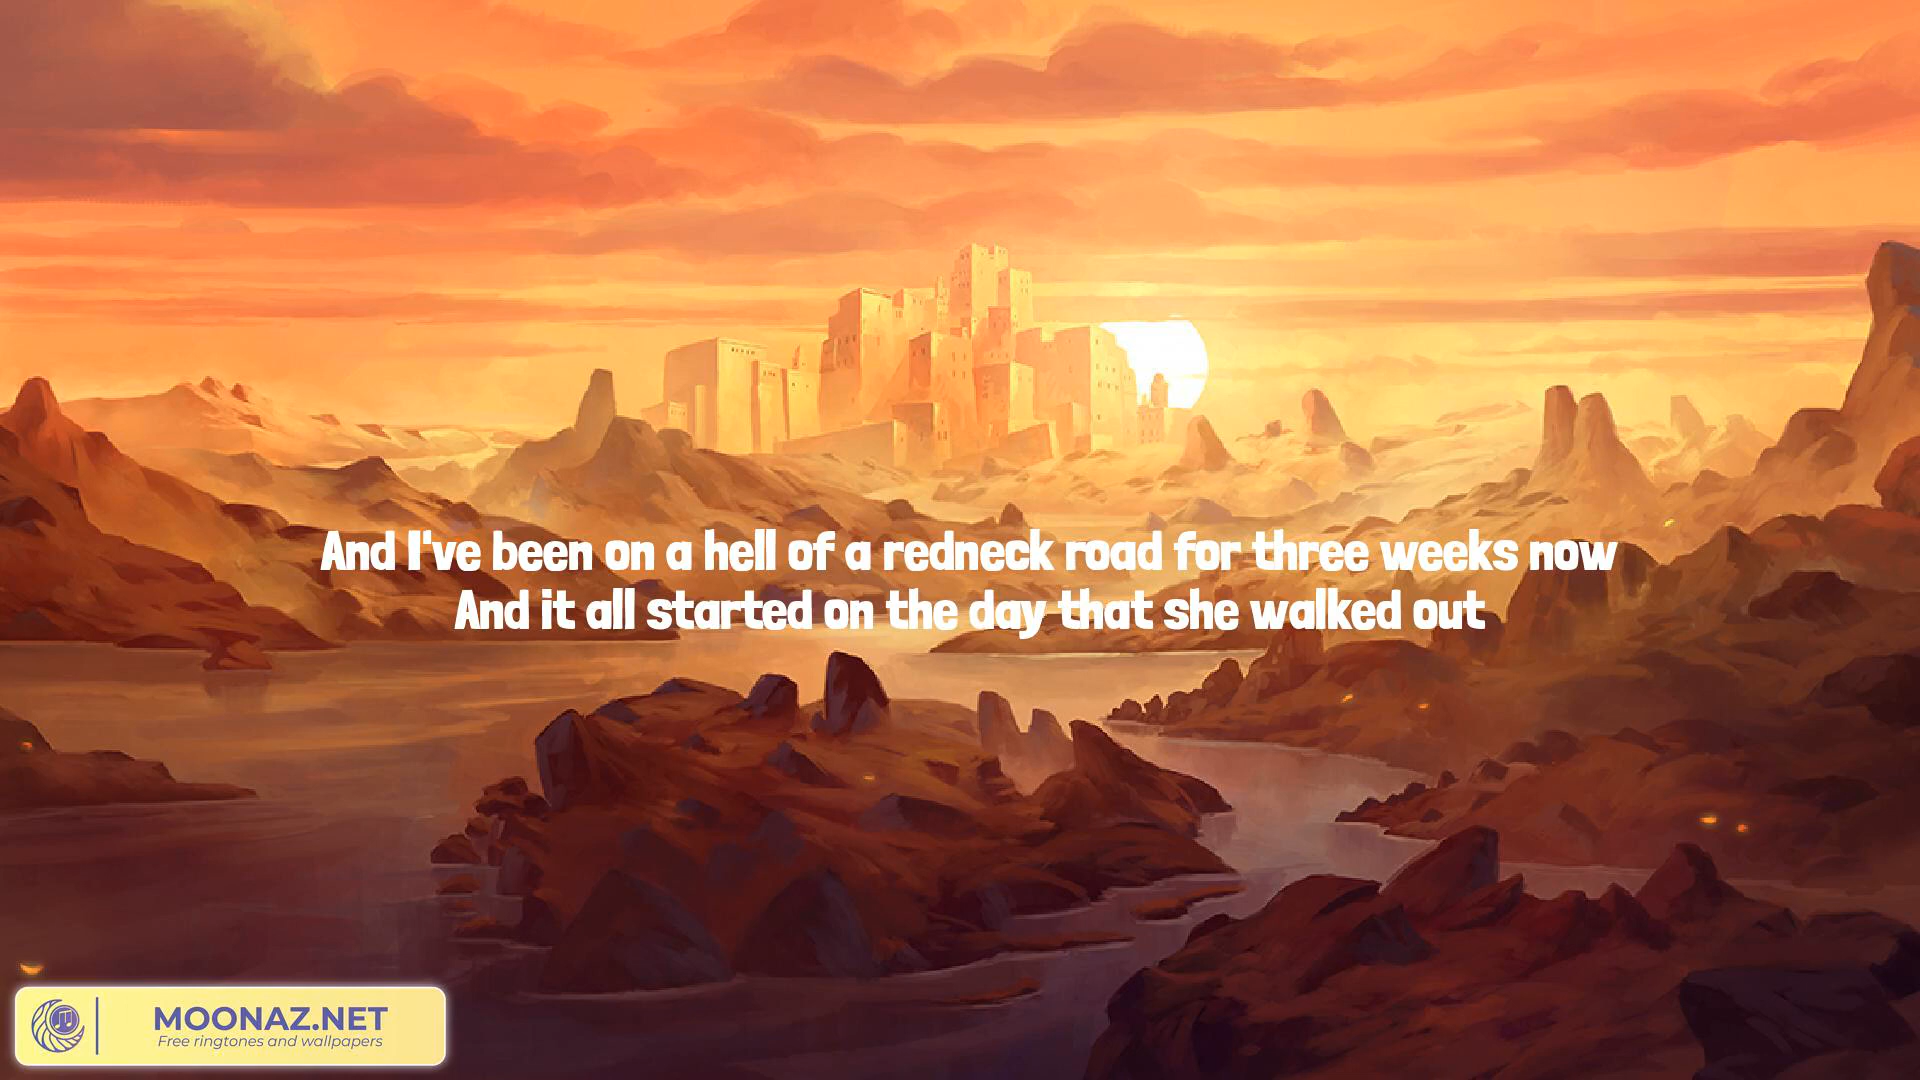 And I've been on a hell of a redneck road for three weeks now
And it all started on the day that she walked out
MOONAZ.NET
Free ringtones and wallpapers